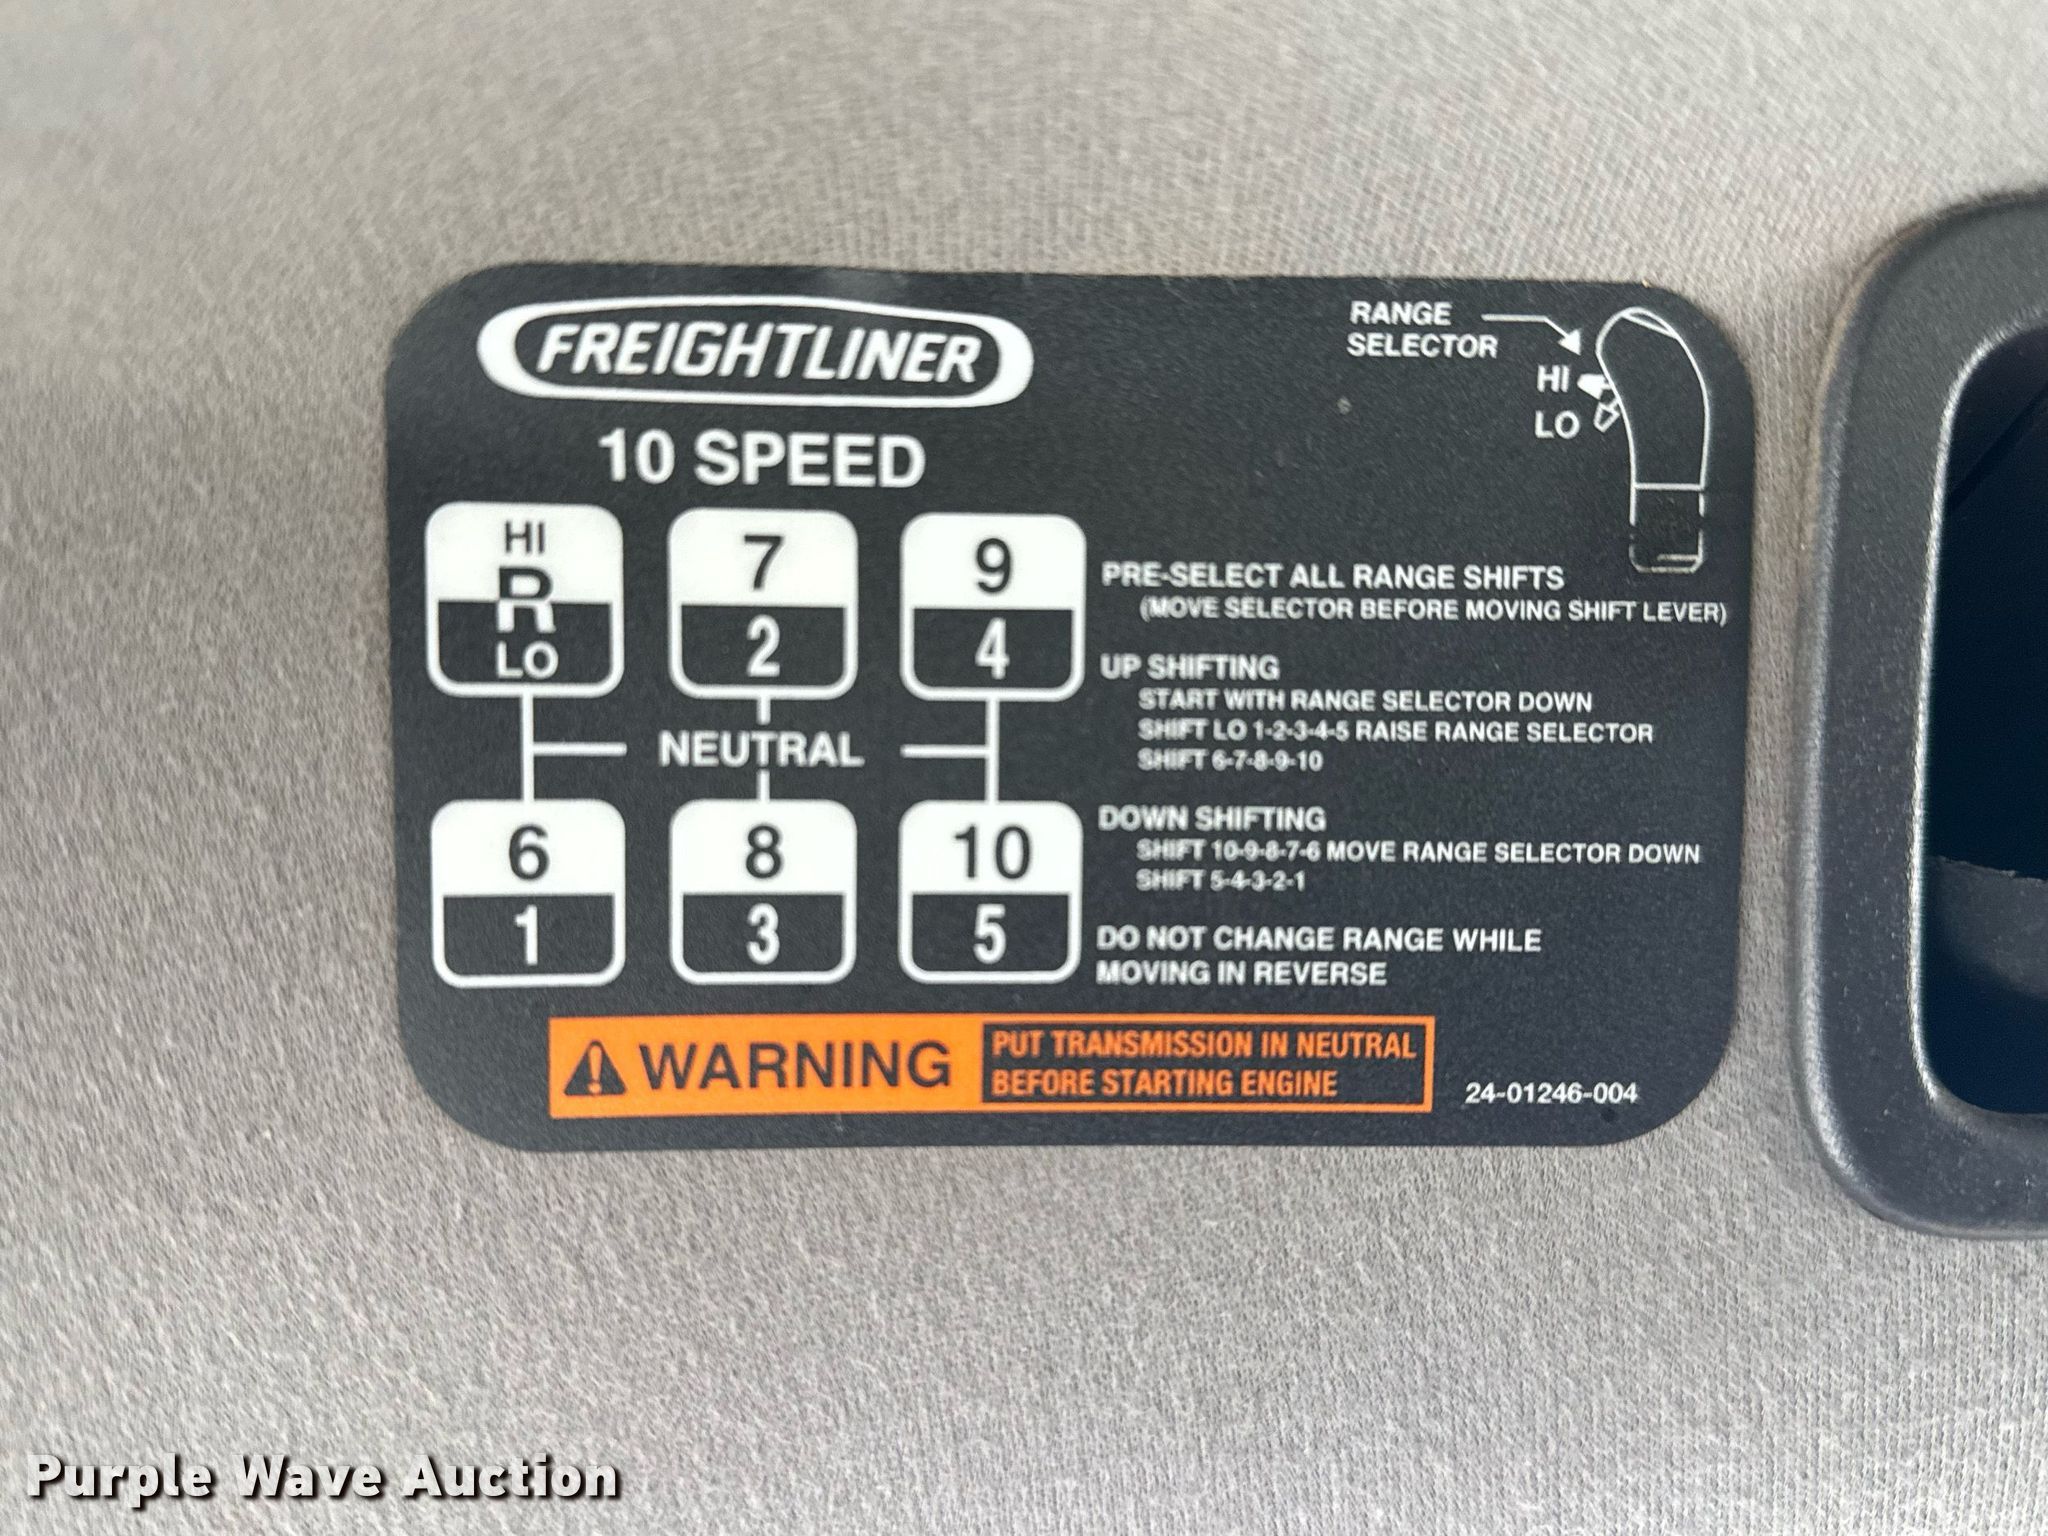 FREIGHTLINER
10 SPEED
RANGE
SELECTOR
HI
LO
HI
R
LO
7
2
9
4
NEUTRAL
6
1
8
3
10
5
PRE-SELECT ALL RANGE SHIFTS
(MOVE SELECTOR BEFORE MOVING SHIFT LEVER)
UP SHIFTING
START WITH RANGE SELECTOR DOWN
SHIFT LO 1-2-3-4-5 RAISE RANGE SELECTOR
SHIFT 6-7-8-9-10
DOWN SHIFTING
SHIFT 10-9-8-7-6 MOVE RANGE SELECTOR DOWN
SHIFT 5-4-3-2-1
DO NOT CHANGE RANGE WHILE
MOVING IN REVERSE
WARNING
PUT TRANSMISSION IN NEUTRAL
BEFORE STARTING ENGINE
24-01246-004
Purple Wave Auction